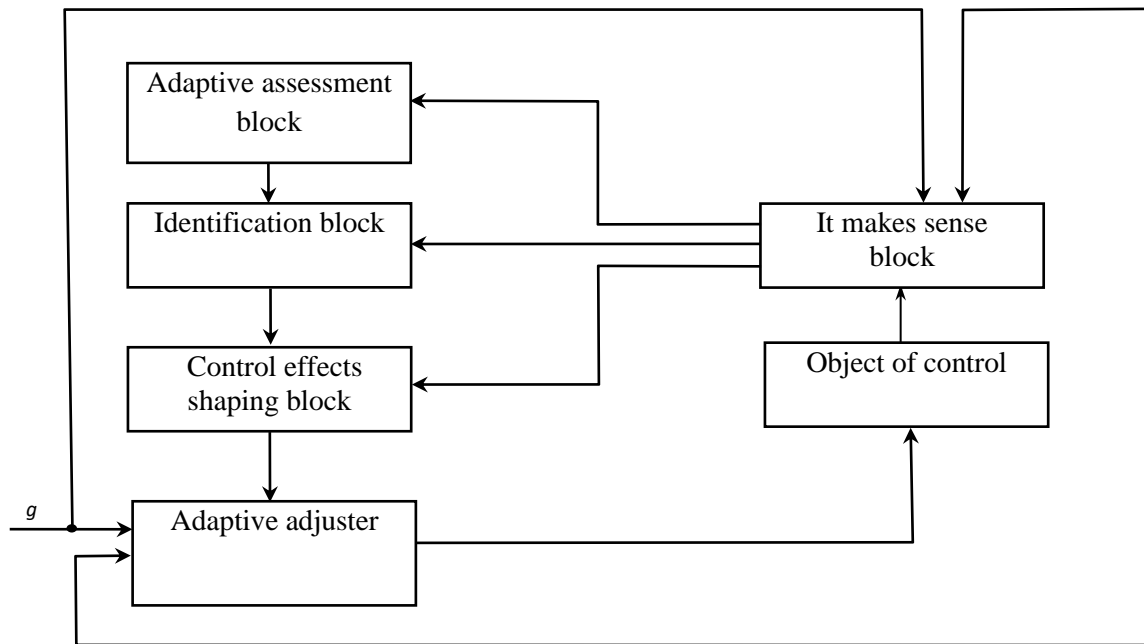 Adaptive assessment
block
Identification block
It makes sense
block
Control effects
shaping block
Object of control
g
Adaptive adjuster